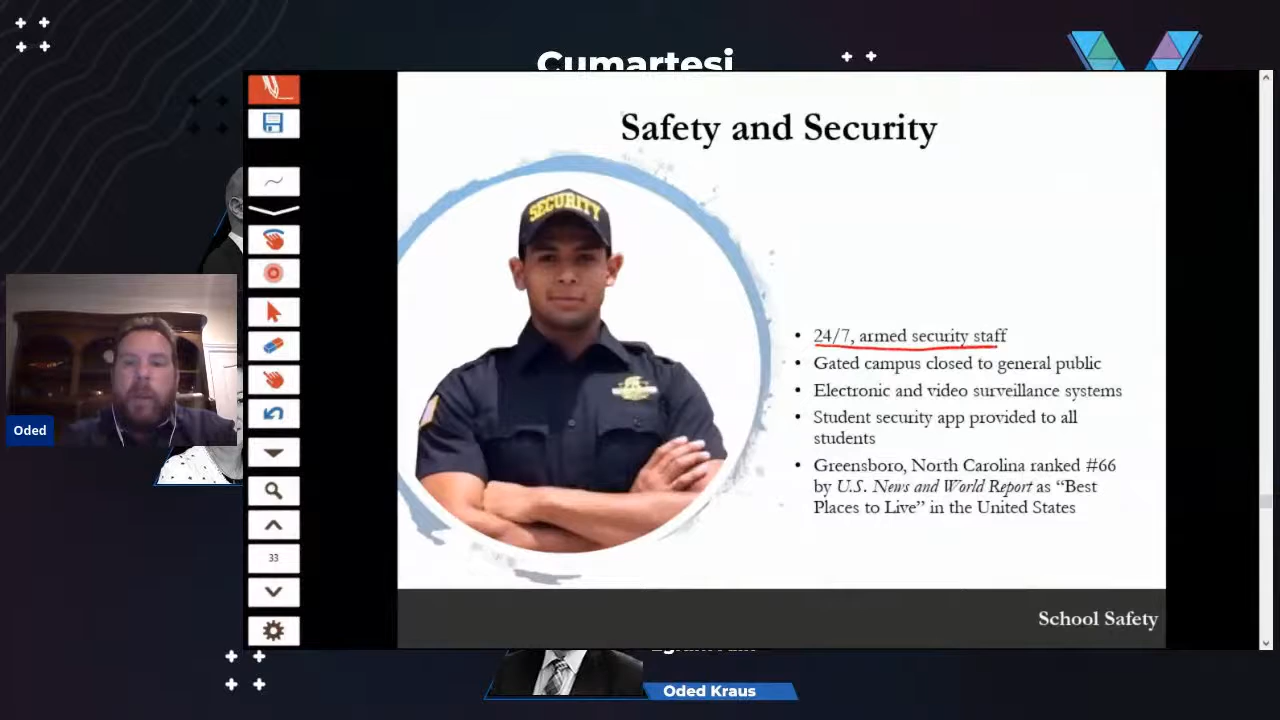 Cumartesi
Safety and Security
SECURITY
• 24/7, armed security staff
• Gated campus closed to general public
• Electronic and video surveillance systems
• Student security app provided to all
students
• Greensboro, North Carolina ranked #66
by U.S. News and World Report as “Best
Places to Live” in the United States
Oded
33
School Safety
Oded Kraus